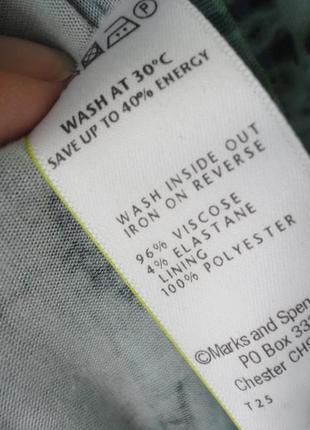 P
WASH AT 30°C
SAVE UP TO 40% ENERGY
WASH INSIDE OUT
IRON ON REVERSE
96% VISCOSE
4% ELASTANE
LINING
100% POLYESTER
©Marks and Spen
PO Box 33
Chester CH9
T25